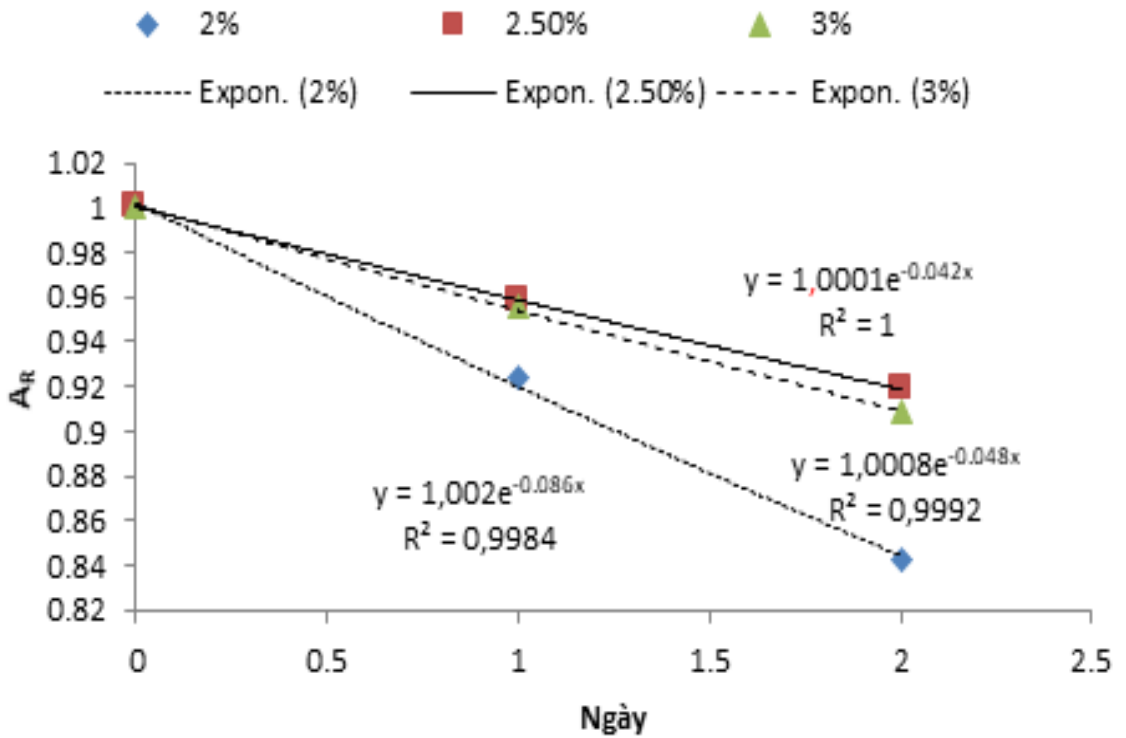 2% 2.50% 3%
Expon. (2%) Expon. (2.50%) Expon. (3%)
1.02
1
0.98
0.96
0.94
0.92
0.9
0.88
0.86
0.84
0.82
A_R
y = 1,0001e^-0.042x
R² = 1
y = 1,0008e^-0.048x
R² = 0,9992
y = 1,002e^-0.086x
R² = 0,9984
0 0.5 1 1.5 2 2.5
Ngày